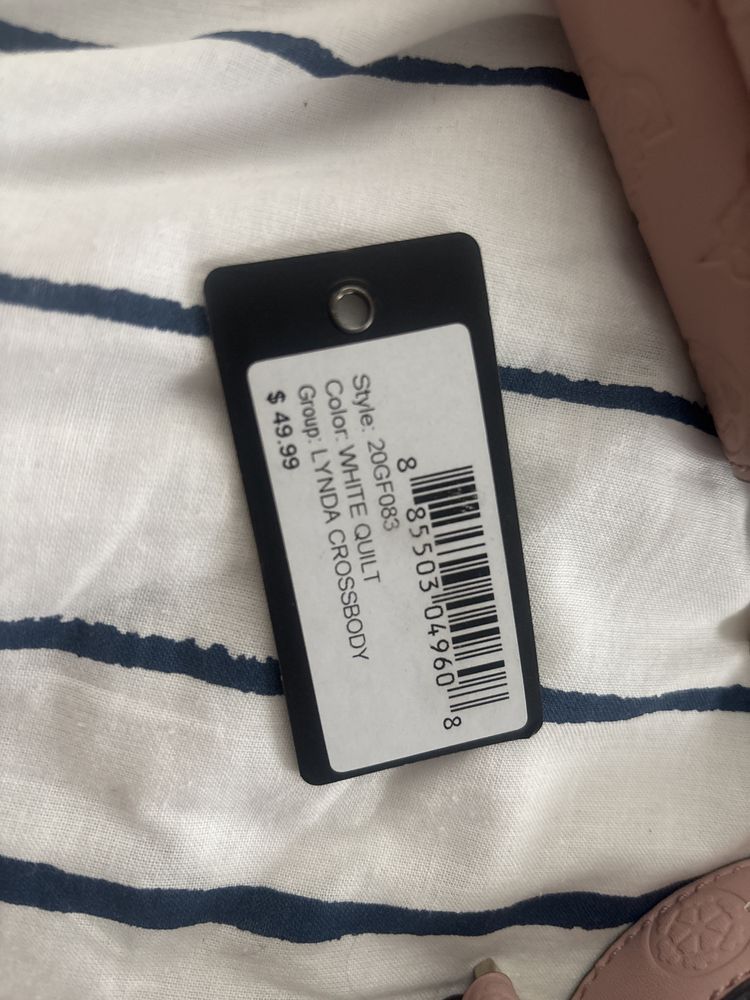 Style: 20GF083
Color: WHITE QUILT
Group: LYNDA CROSSBODY
$ 49.99
8 85503 04960 8